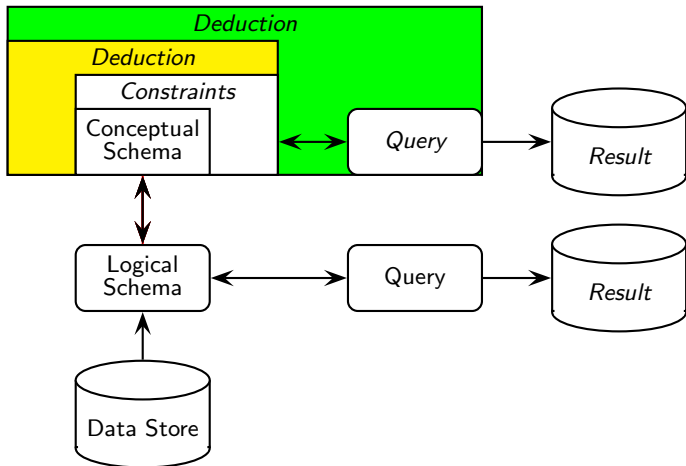 Deduction
Deduction
Constraints
Conceptual
Schema
Query
Result
Logical
Schema
Query
Result
Data Store